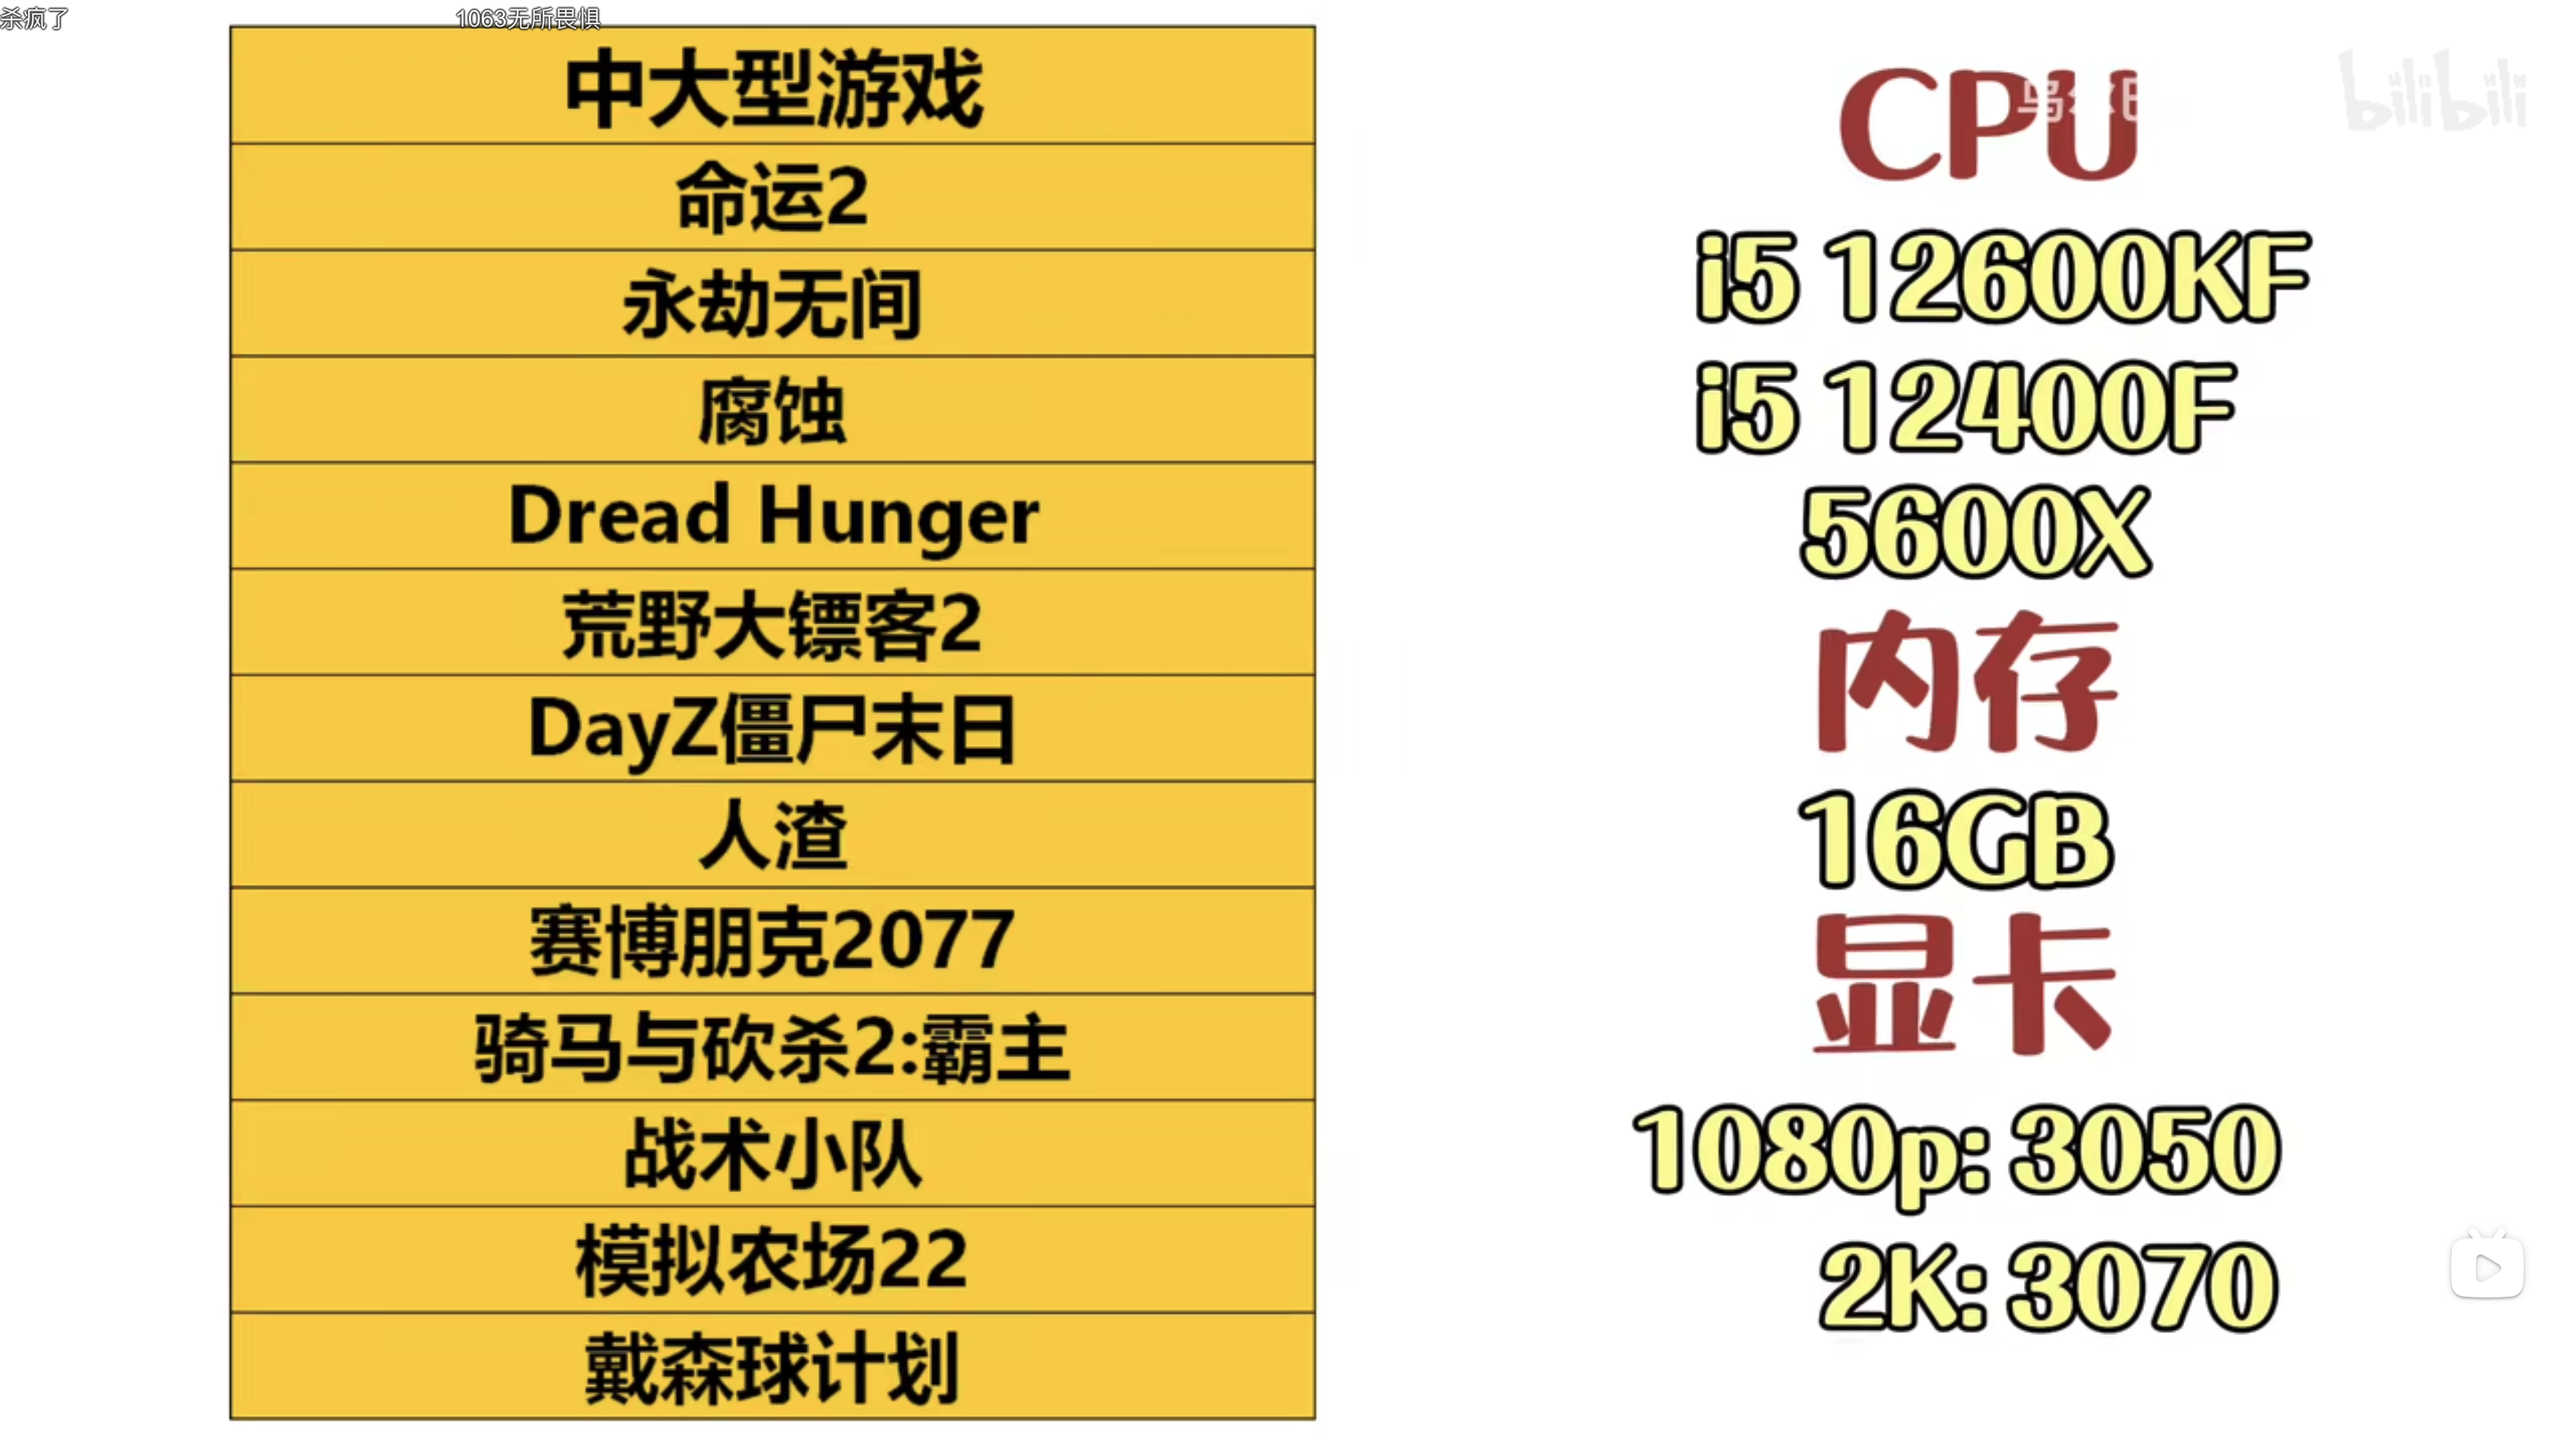 杀疯了
1063无所畏惧
中大型游戏
命运2
永劫无间
腐蚀
Dread Hunger
荒野大镖客2
DayZ僵尸末日
人渣
赛博朋克2077
骑马与砍杀2:霸主
战术小队
模拟农场22
戴森球计划
CPU
bilibili
i5 12600KF
i5 12400F
5600X
内存
16GB
显卡
1080p: 3050
2K: 3070